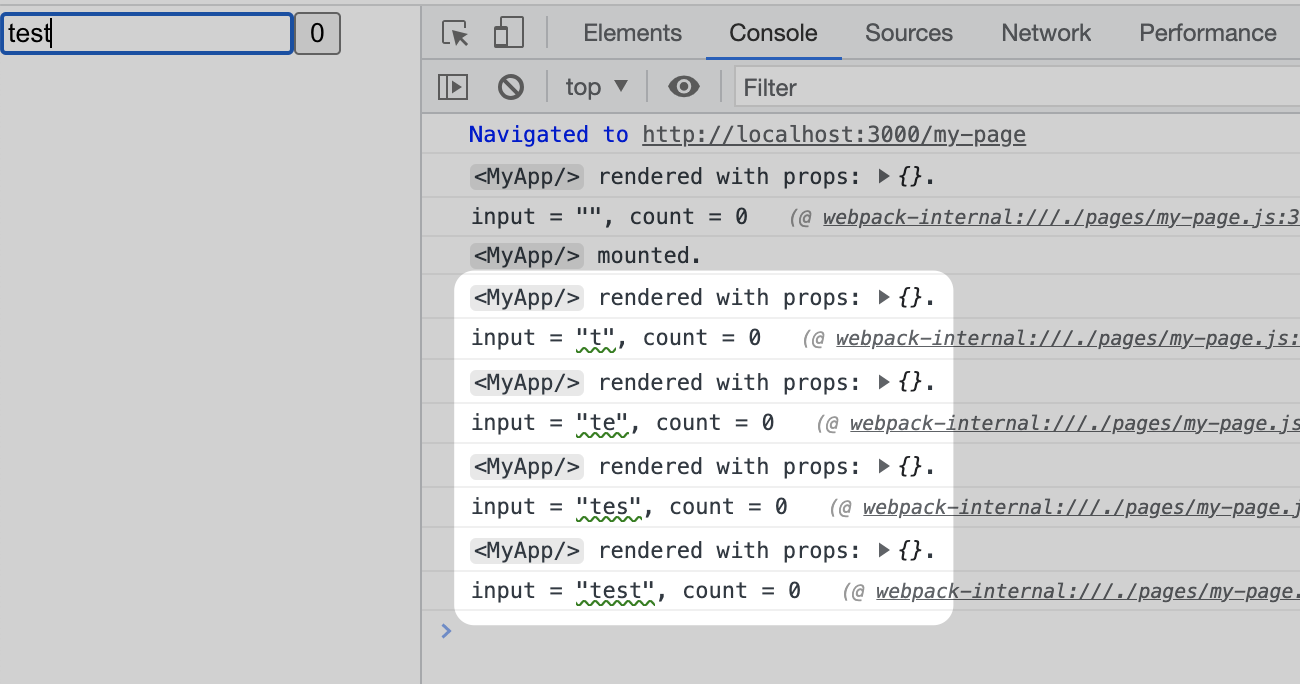 test 0
Elements Console Sources Network Performance
top Filter
Navigated to http://localhost:3000/my-page
<MyApp/> rendered with props: ▶ {}.
input = "", count = 0 (@ webpack-internal:///./pages/my-page.js:3
<MyApp/> mounted.
<MyApp/> rendered with props: ▶ {}.
input = "t", count = 0 (@ webpack-internal:///./pages/my-page.js:
<MyApp/> rendered with props: ▶ {}.
input = "te", count = 0 (@ webpack-internal:///./pages/my-page.js
<MyApp/> rendered with props: ▶ {}.
input = "tes", count = 0 (@ webpack-internal:///./pages/my-page.j
<MyApp/> rendered with props: ▶ {}.
input = "test", count = 0 (@ webpack-internal:///./pages/my-page.